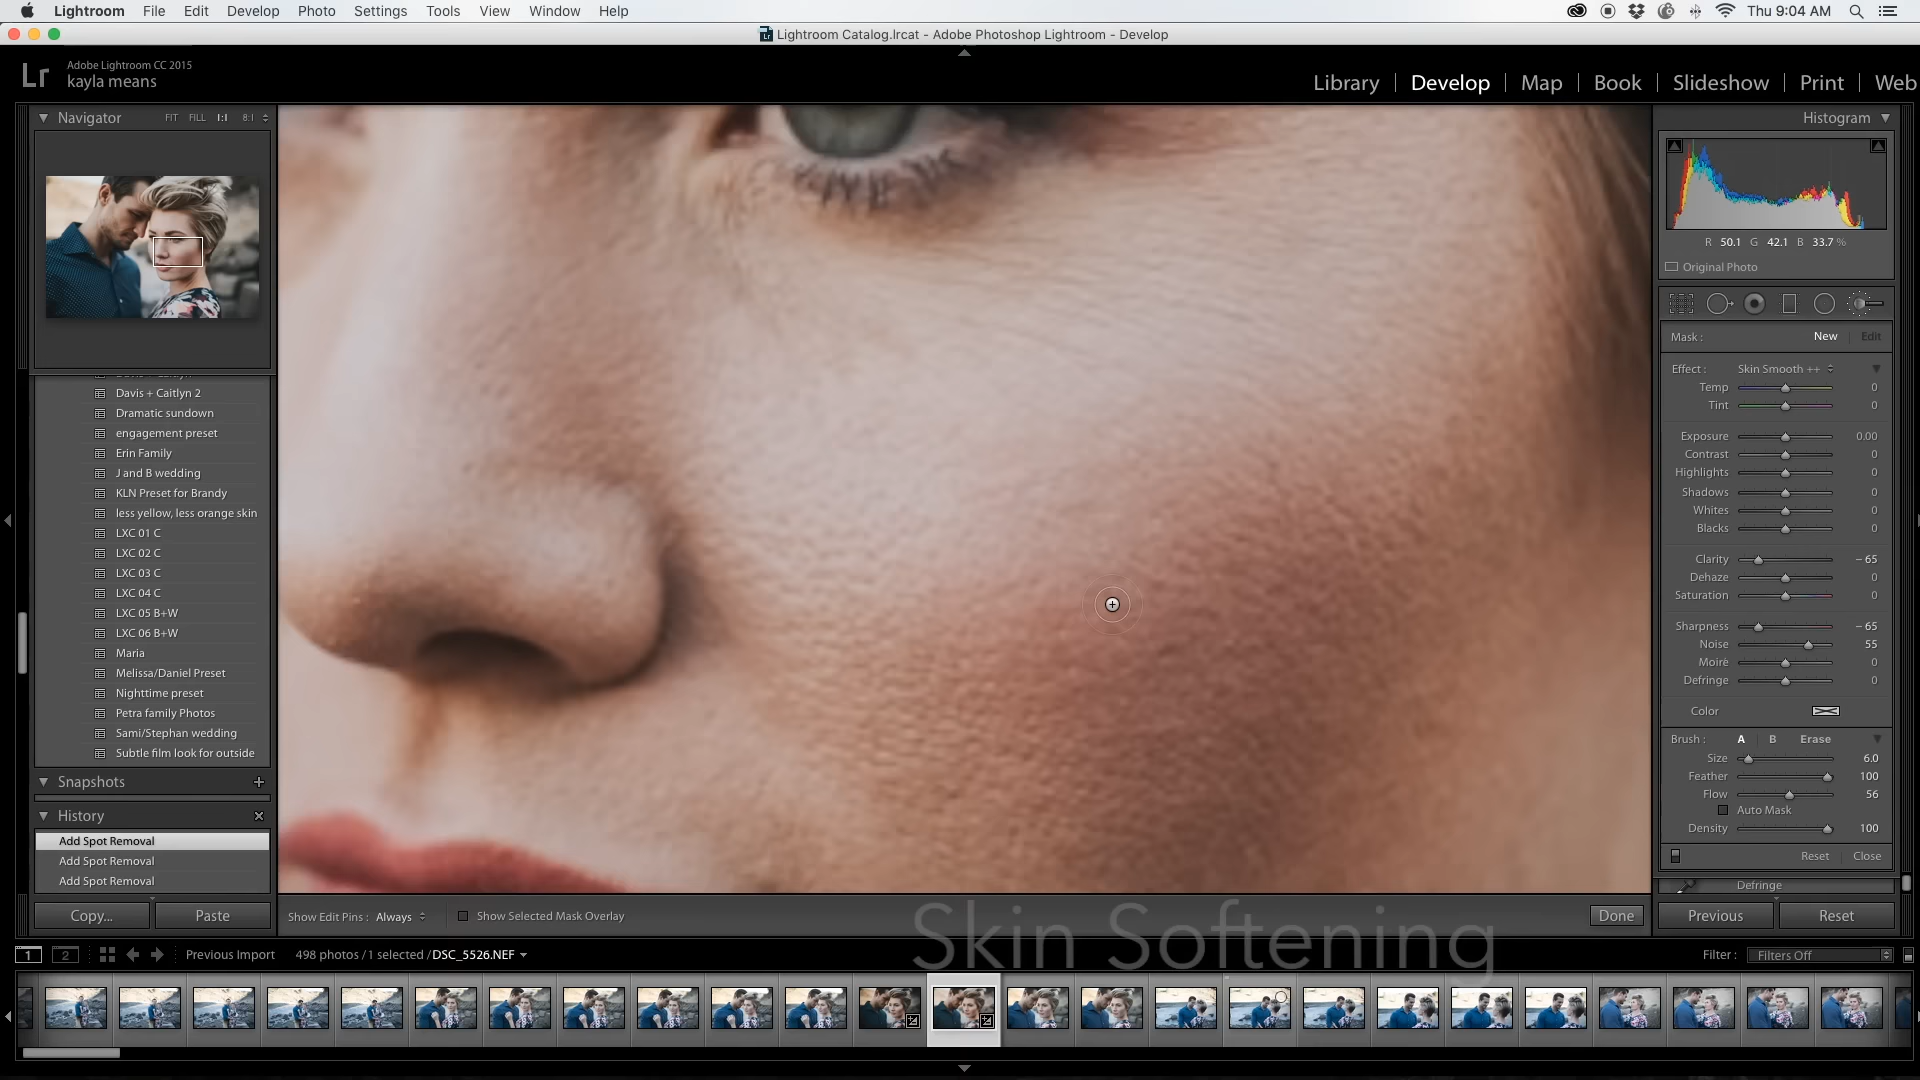 Lightroom File Edit Develop Photo Settings Tools View Window Help Thu 9:04 AM
Lightroom Catalog.lrcat - Adobe Photoshop Lightroom - Develop
Lr Adobe Lightroom CC 2015
kayla means
Library | Develop | Map | Book | Slideshow | Print | Web
Navigator FIT FILL 1:1 8:1
Davis + Caitlyn 2
Dramatic sundown
engagement preset
Erin Family
J and B wedding
KLN Preset for Brandy
less yellow, less orange skin
LXC 01 C
LXC 02 C
LXC 03 C
LXC 04 C
LXC 05 B+W
LXC 06 B+W
Maria
Melissa/Daniel Preset
Nighttime preset
Petra family Photos
Sami/Stephan wedding
Subtle film look for outside
Snapshots +
History
Add Spot Removal
Add Spot Removal
Add Spot Removal
Copy... Paste
Show Edit Pins : Always Show Selected Mask Overlay Done
Skin Softening
Histogram
R 50.1 G 42.1 B 33.7 %
Original Photo
Mask : New Edit
Effect : Skin Smooth ++
Temp 0
Tint 0
Exposure 0.00
Contrast 0
Highlights 0
Shadows 0
Whites 0
Blacks 0
Clarity – 65
Dehaze 0
Saturation 0
Sharpness – 65
Noise 55
Moiré 0
Defringe 0
Color
Brush : A B Erase
Size 6.0
Feather 100
Flow 56
Auto Mask
Density 100
Reset Close
Defringe
Previous Reset
1 2 Previous Import 498 photos / 1 selected / DSC_5526.NEF Filter : Filters Off